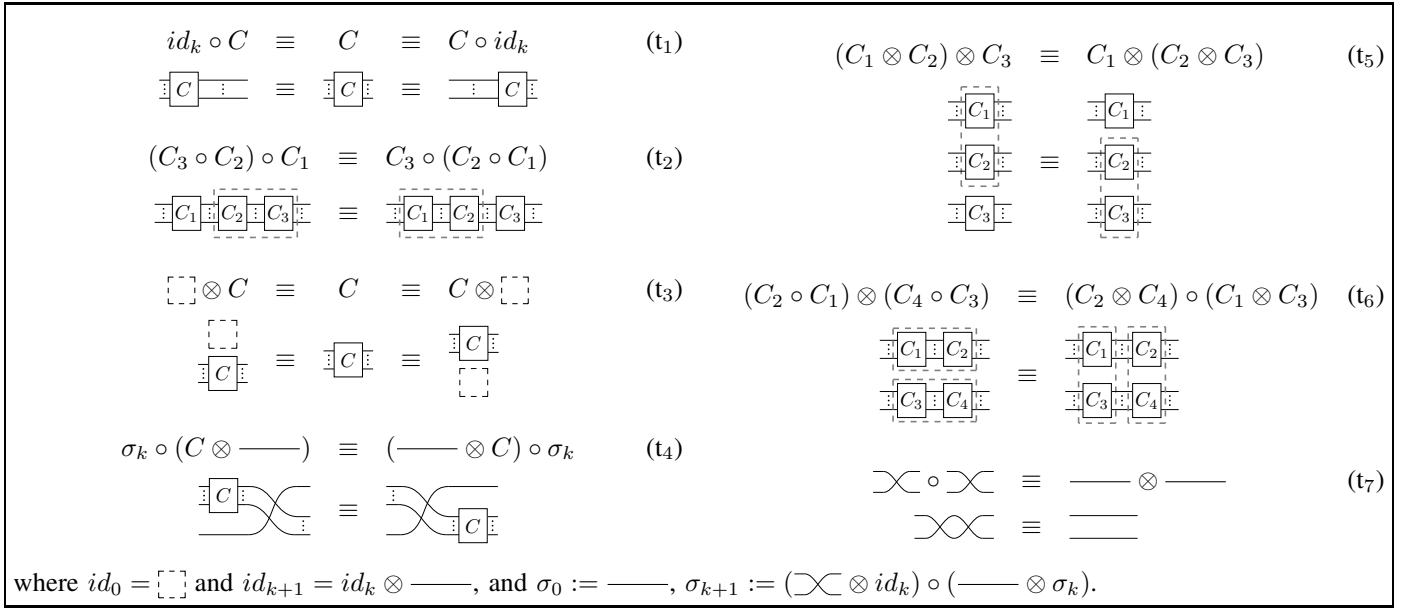 id_k ∘ C ≡ C ≡ C ∘ id_k (t₁)
C ≡ C ≡ C
(C₃ ∘ C₂) ∘ C₁ ≡ C₃ ∘ (C₂ ∘ C₁) (t₂)
C₁ C₂ C₃ ≡ C₁ C₂ C₃
⊗ C ≡ C ≡ C ⊗ (t₃)
C ≡ C ≡ C
σ_k ∘ (C ⊗ ) ≡ ( ⊗ C) ∘ σ_k (t₄)
C ≡ C
(C₁ ⊗ C₂) ⊗ C₃ ≡ C₁ ⊗ (C₂ ⊗ C₃) (t₅)
C₁ C₁
C₂ ≡ C₂
C₃ C₃
(C₂ ∘ C₁) ⊗ (C₄ ∘ C₃) ≡ (C₂ ⊗ C₄) ∘ (C₁ ⊗ C₃) (t₆)
C₁ C₂ C₁ C₂
≡
C₃ C₄ C₃ C₄
∘ ≡ ⊗ (t₇)
≡
where id₀ = and id_{k+1} = id_k ⊗ , and σ₀ := , σ_{k+1} := ( ⊗ id_k) ∘ ( ⊗ σ_k).